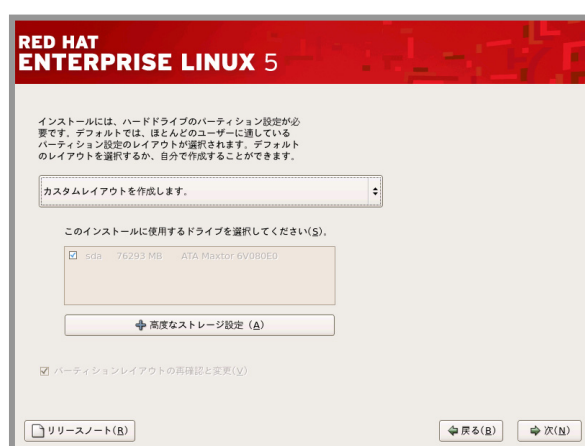 RED HAT
ENTERPRISE LINUX 5
インストールには、ハードドライブのパーティション設定が必
要です。デフォルトでは、ほとんどのユーザーに適している
パーティション設定のレイアウトが選択されます。デフォルト
のレイアウトを選択するか、自分で作成することができます。
カスタムレイアウトを作成します。
このインストールに使用するドライブを選択してください(S)。
sda 76293 MB ATA Maxtor 6V080E0
高度なストレージ設定 (A)
パーティションレイアウトの再確認と変更(V)
リリースノート(R)
戻る(B)
次(N)